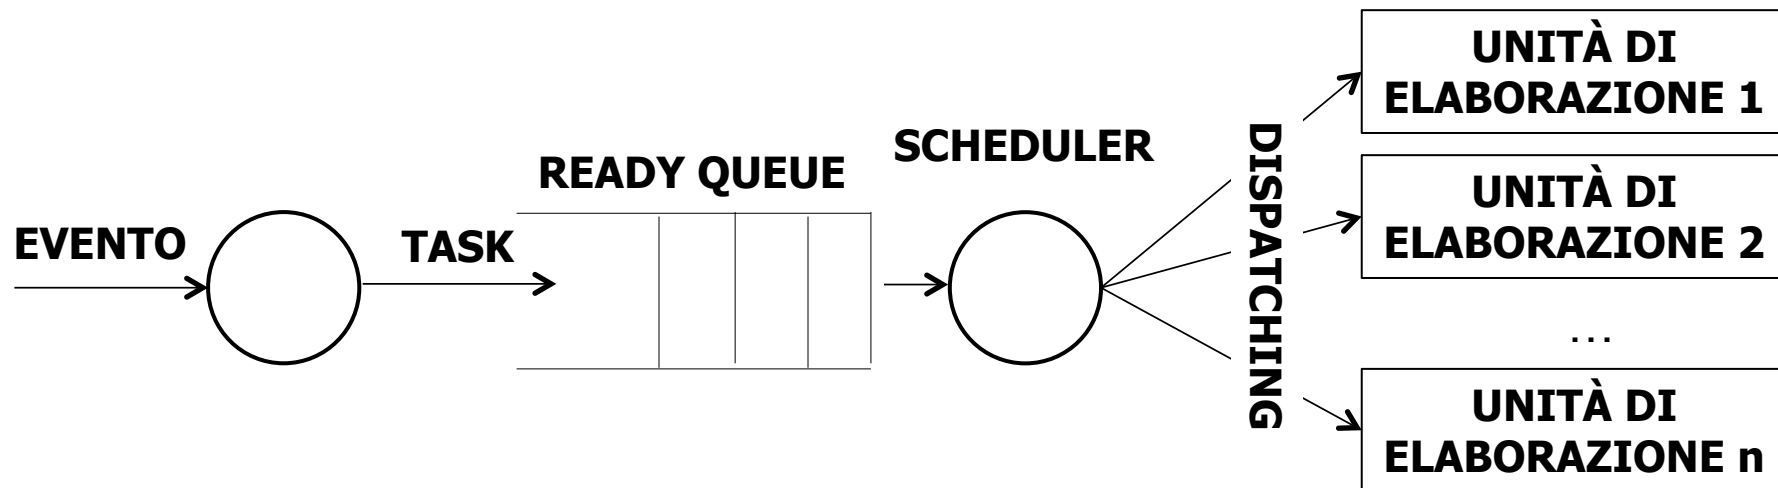 EVENTO
TASK
READY QUEUE
SCHEDULER
DISPATCHING
UNITÀ DI
ELABORAZIONE 1
UNITÀ DI
ELABORAZIONE 2
...
UNITÀ DI
ELABORAZIONE n